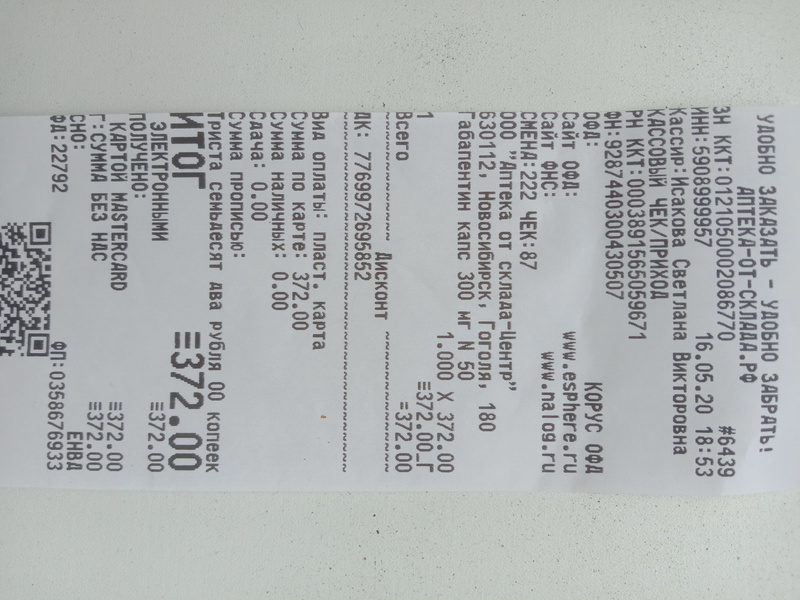 УДОБНО ЗАКАЗАТЬ - УДОБНО ЗАБРАТЬ!
АПТЕКА-ОТ-СКЛАДА.РФ
ЗН ККТ:0121050002086770 #6439
ИНН:5908999957 16.05.20 18:53
Кассир:Исакова Светлана Викторовна
КАССОВЫЙ ЧЕК/ПРИХОД
РН ККТ:0003891565059671
ФН:9287440300430507
ОФД: КОРУС ОФД
Сайт ОФД: www.esphere.ru
Сайт ФНС: www.nalog.ru
СМЕНА:222 ЧЕК:87
ООО "Аптека от склада-Центр"
630112, Новосибирск, Гоголя, 180
Габапентин капс 300 мг N 50
1.000 X 372.00
1 ≡372.00_Г
Всего ≡372.00
~~~~~~~~~~~~ Дисконт ~~~~~~~~~~~~
ДК: 7769972695852
~~~~~~~~~~~~~~~~~~~~~~~~~~~~~~~~~
Вид оплаты: пласт. карта
Сумма по карте: 372.00
Сумма наличных: 0.00
Сдача: 0.00
Сумма прописью:
Триста семьдесят два рубля 00 копеек
ИТОГ ≡372.00
ЭЛЕКТРОННЫМИ ≡372.00
ПОЛУЧЕНО:
КАРТОЙ MASTERCARD ≡372.00
Г:СУММА БЕЗ НДС ≡372.00
СНО: ЕНВД
ФД:22792 ФП:0358676933